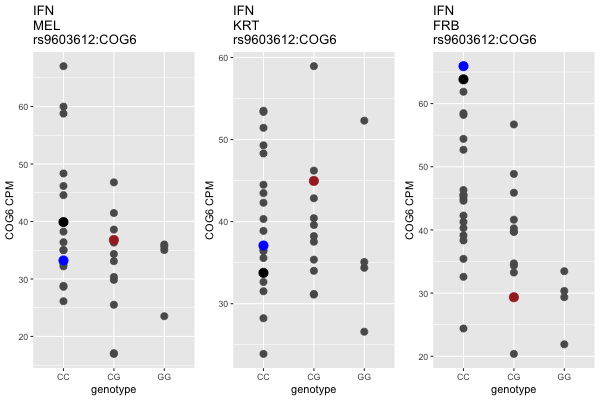 IFN
MEL
rs9603612:COG6
COG6 CPM
60
50
40
30
20
CC CG GG
genotype
IFN
KRT
rs9603612:COG6
COG6 CPM
60
50
40
30
CC CG GG
genotype
IFN
FRB
rs9603612:COG6
COG6 CPM
60
50
40
30
20
CC CG GG
genotype